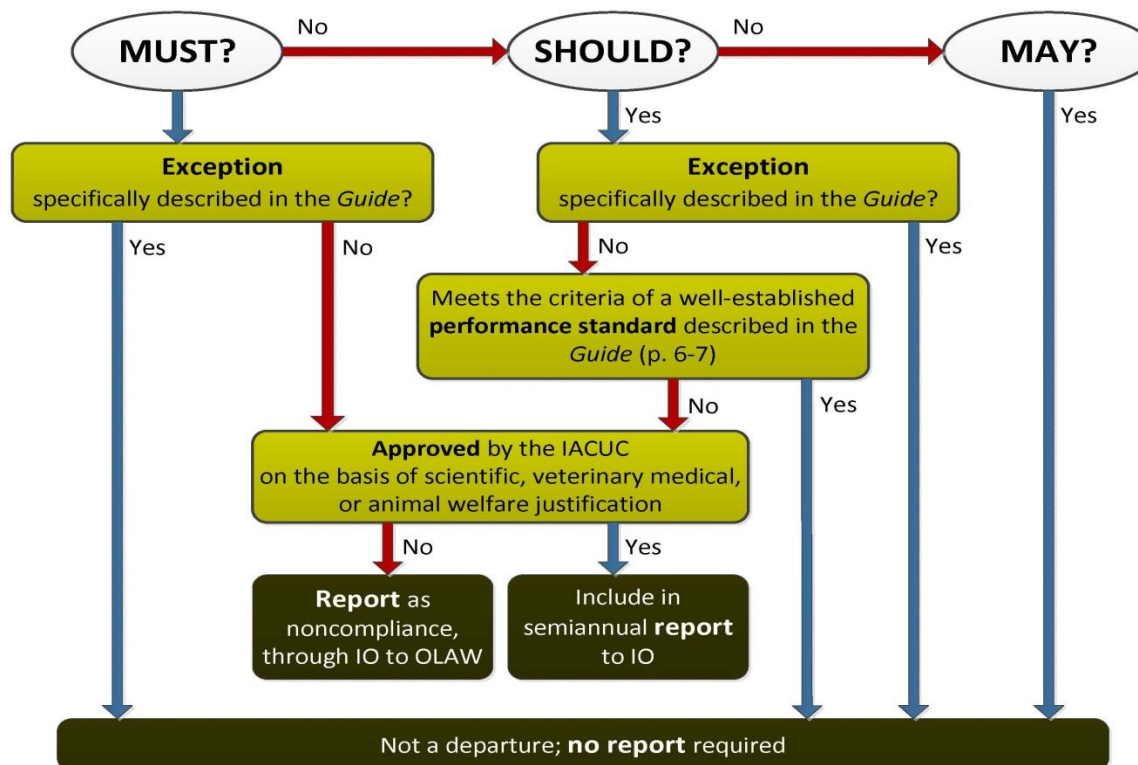 MUST?
No
SHOULD?
No
MAY?
Yes
Yes
Exception
specifically described in the Guide?
Exception
specifically described in the Guide?
Yes
No
No
Yes
Meets the criteria of a well-established
performance standard described in the
Guide (p. 6-7)
No
Yes
Approved by the IACUC
on the basis of scientific, veterinary medical,
or animal welfare justification
No
Yes
Report as
noncompliance,
through IO to OLAW
Include in
semiannual report
to IO
Not a departure; no report required